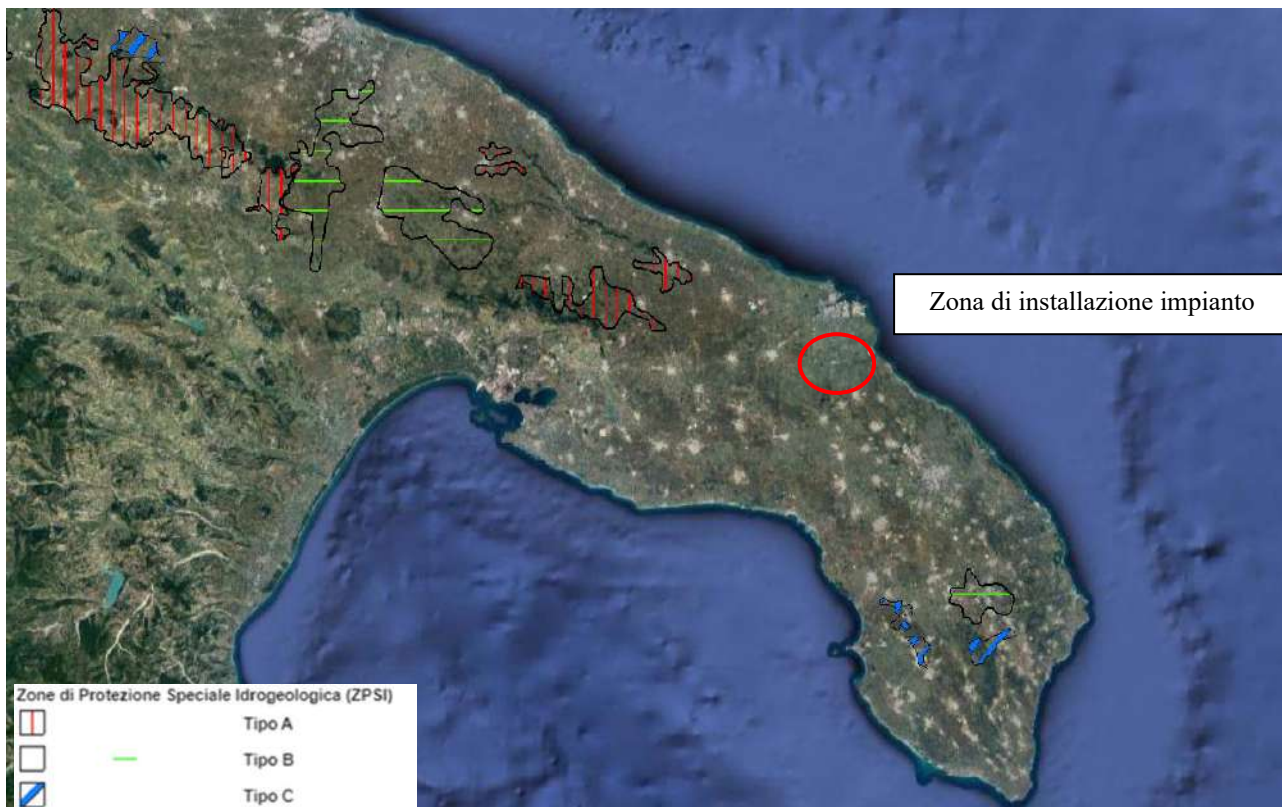 Zona di installazione impianto
Zone di Protezione Speciale Idrogeologica (ZPSI)
Tipo A
Tipo B
Tipo C